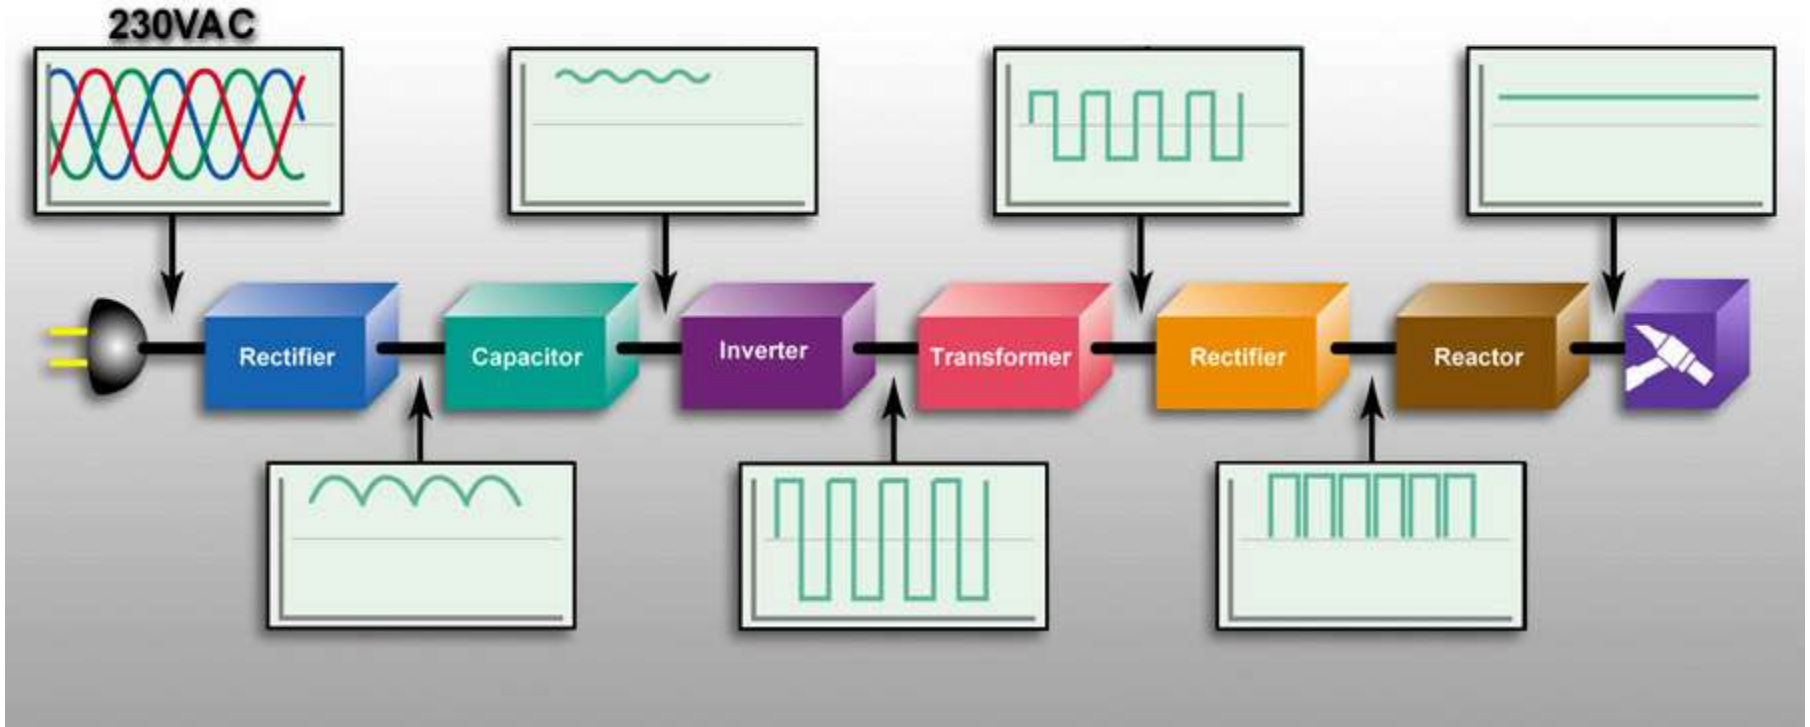 230VAC
Rectifier
Capacitor
Inverter
Transformer
Rectifier
Reactor